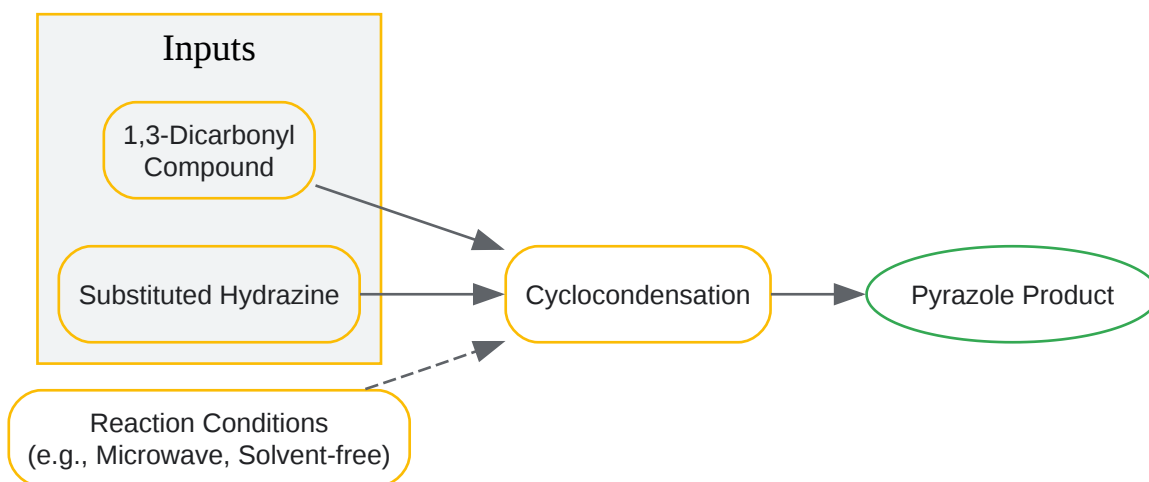 Inputs
1,3-Dicarbonyl
Compound
Substituted Hydrazine
Cyclocondensation
Pyrazole Product
Reaction Conditions
(e.g., Microwave, Solvent-free)